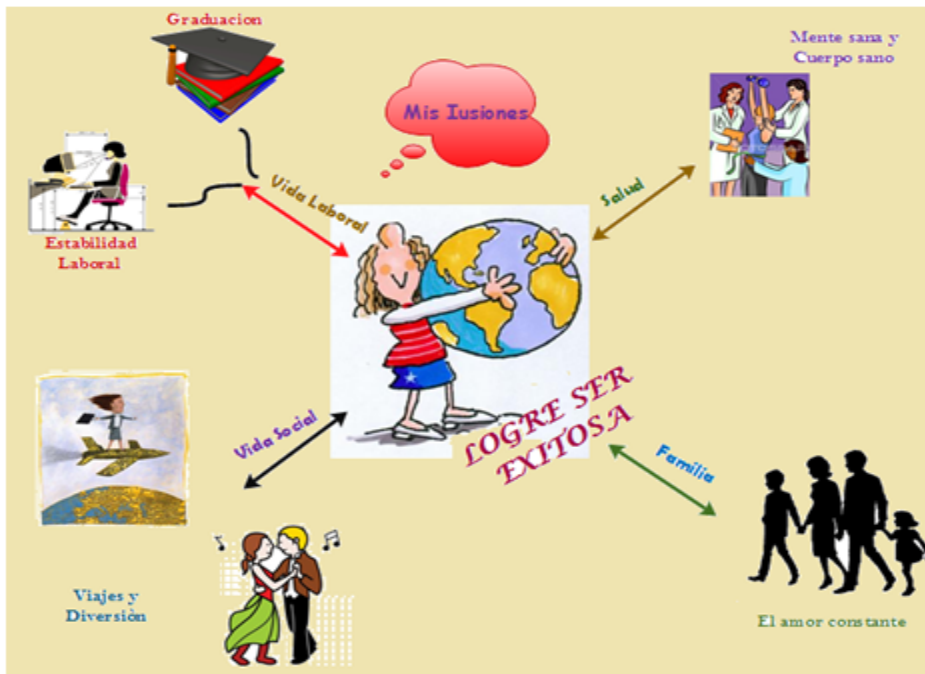 Graduacion
Mente sana y
Cuerpo sano
Mis Iusiones
Vida Laboral
Salud
Estabilidad
Laboral
LOGRE SER
EXITOSA
Vida Social
Familia
Viajes y
Diversiòn
El amor constante